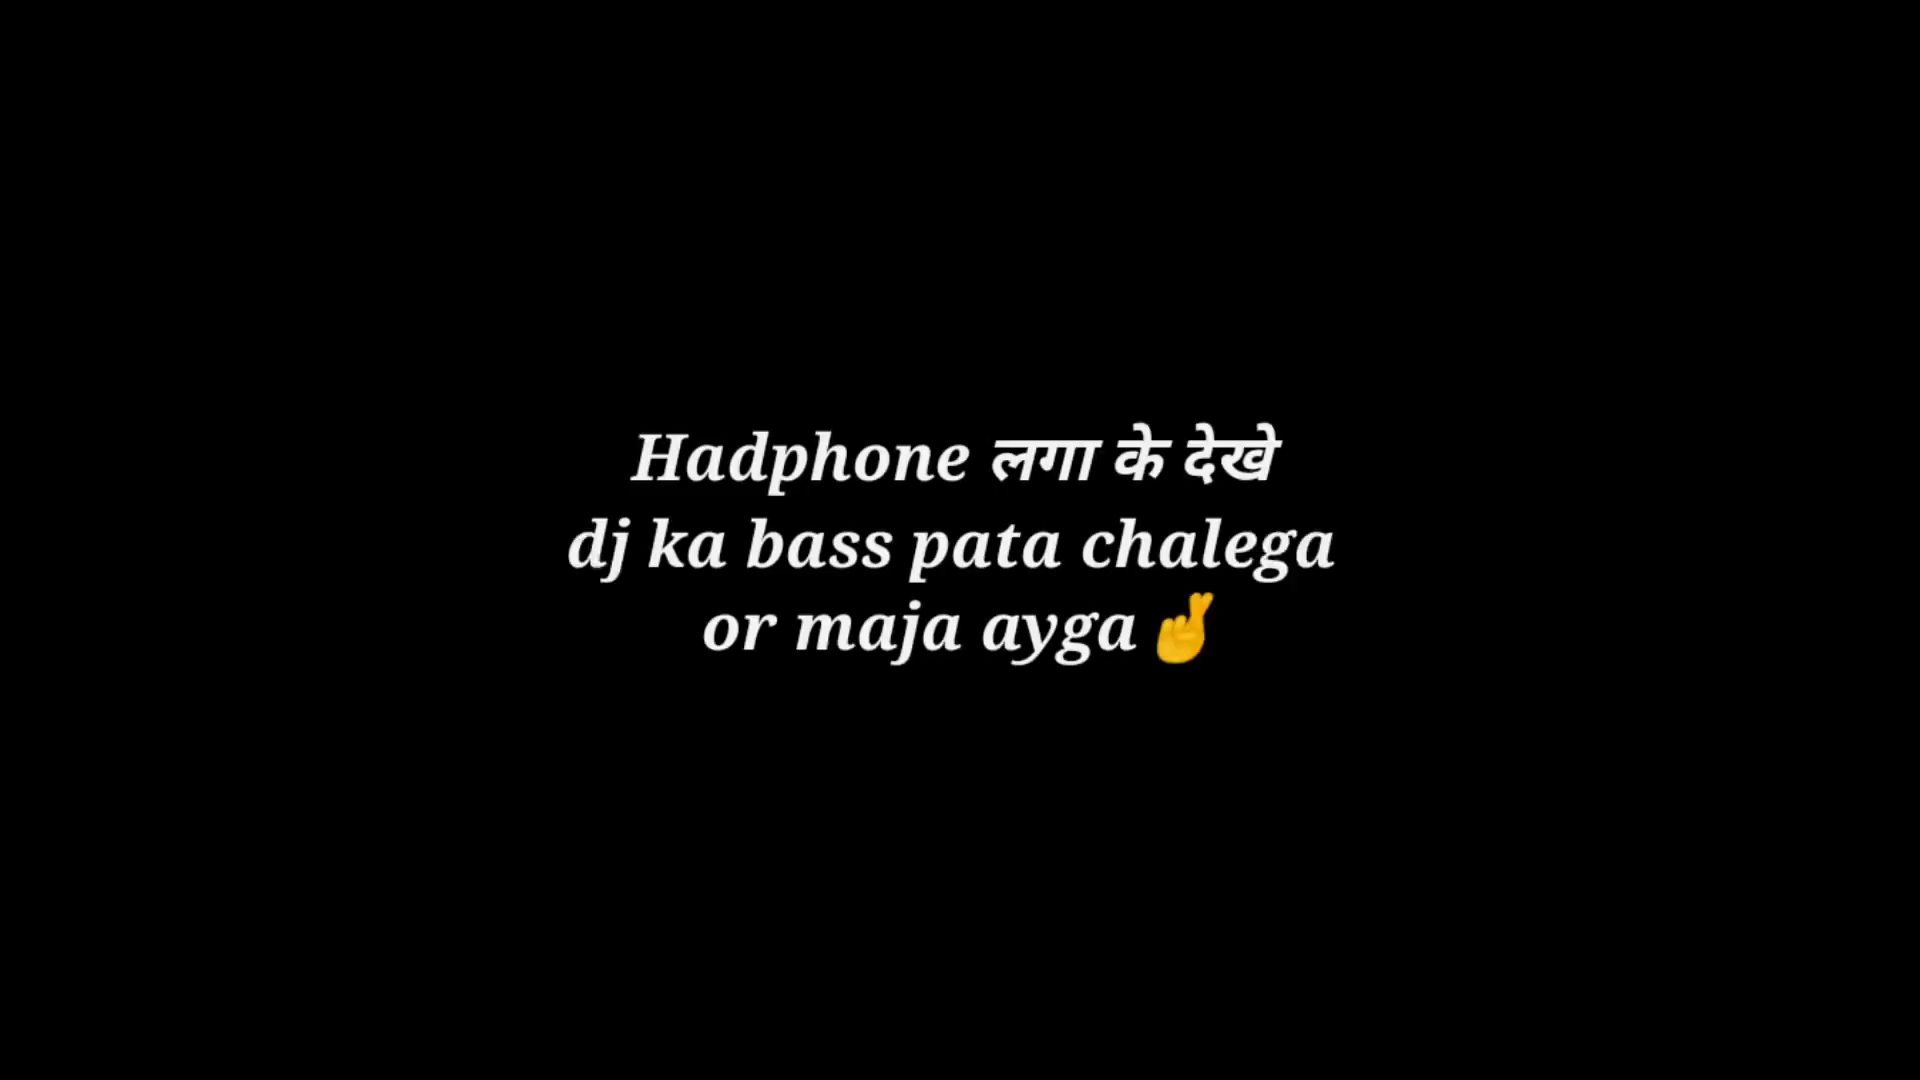 Hadphone लगा के देखे
dj ka bass pata chalega
or maja ayga 🤞